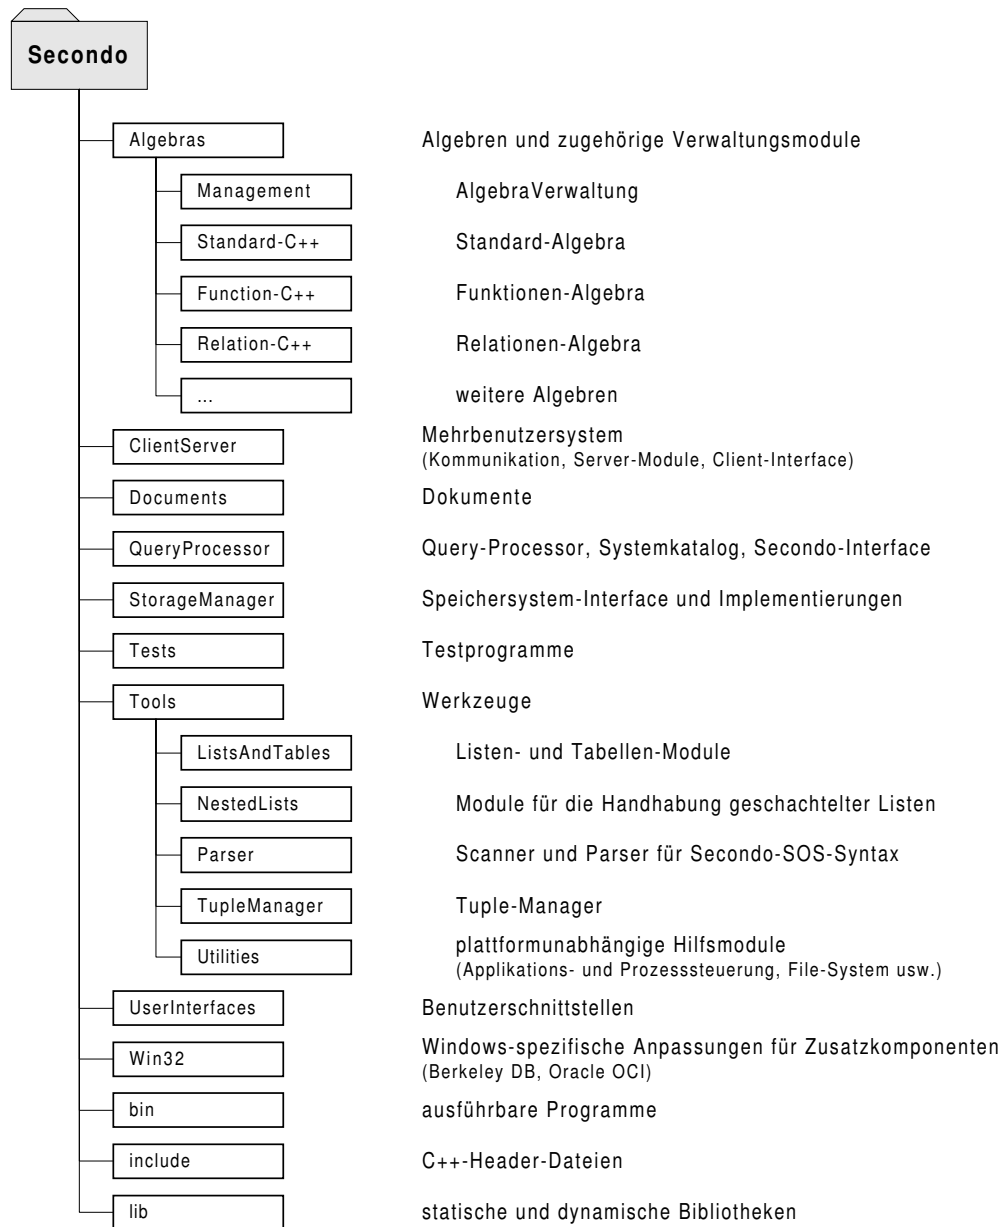 Secondo
Algebras Algebren und zugehörige Verwaltungsmodule
Management AlgebraVerwaltung
Standard-C++ Standard-Algebra
Function-C++ Funktionen-Algebra
Relation-C++ Relationen-Algebra
... weitere Algebren
ClientServer Mehrbenutzersystem
(Kommunikation, Server-Module, Client-Interface)
Documents Dokumente
QueryProcessor Query-Processor, Systemkatalog, Secondo-Interface
StorageManager Speichersystem-Interface und Implementierungen
Tests Testprogramme
Tools Werkzeuge
ListsAndTables Listen- und Tabellen-Module
NestedLists Module für die Handhabung geschachtelter Listen
Parser Scanner und Parser für Secondo-SOS-Syntax
TupleManager Tuple-Manager
Utilities plattformunabhängige Hilfsmodule
(Applikations- und Prozesssteuerung, File-System usw.)
UserInterfaces Benutzerschnittstellen
Win32 Windows-spezifische Anpassungen für Zusatzkomponenten
(Berkeley DB, Oracle OCI)
bin ausführbare Programme
include C++-Header-Dateien
lib statische und dynamische Bibliotheken